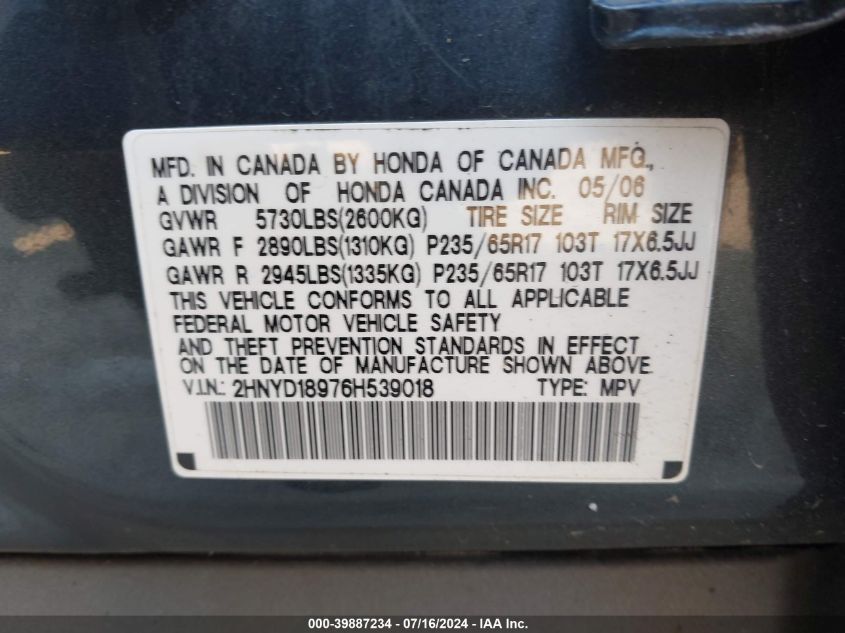 MFD. IN CANADA BY HONDA OF CANADA MFG.,
A DIVISION OF HONDA CANADA INC. 05/06
GVWR 5730LBS(2600KG) TIRE SIZE RIM SIZE
GAWR F 2890LBS(1310KG) P235/65R17 103T 17X6.5JJ
GAWR R 2945LBS(1335KG) P235/65R17 103T 17X6.5JJ
THIS VEHICLE CONFORMS TO ALL APPLICABLE
FEDERAL MOTOR VEHICLE SAFETY
AND THEFT PREVENTION STANDARDS IN EFFECT
ON THE DATE OF MANUFACTURE SHOWN ABOVE.
V.I.N.: 2HNYD18976H539018 TYPE: MPV
000-39887234 - 07/16/2024 - IAA Inc.